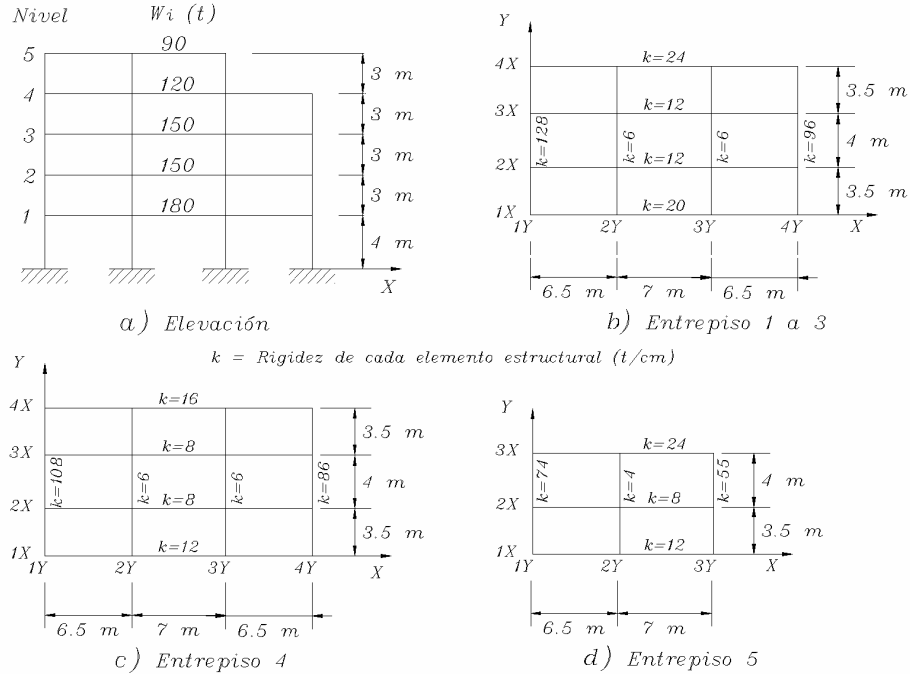 Nivel Wi (t)
5 90
4 120
3 150
2 150
1 180
3 m
3 m
3 m
3 m
4 m
X
a) Elevación
Y
4X k=24
3X k=12
2X k=12
1X k=20
k=128 k=6 k=6 k=96
3.5 m
4 m
3.5 m
1Y 2Y 3Y 4Y X
6.5 m 7 m 6.5 m
b) Entrepiso 1 a 3
k = Rigidez de cada elemento estructural (t/cm)
Y
4X k=16
3X k=8
2X k=8
1X k=12
k=108 k=6 k=6 k=86
3.5 m
4 m
3.5 m
1Y 2Y 3Y 4Y X
6.5 m 7 m 6.5 m
c) Entrepiso 4
Y
3X k=24
2X k=8
1X k=12
k=74 k=4 k=55
4 m
3.5 m
1Y 2Y 3Y X
6.5 m 7 m
d) Entrepiso 5